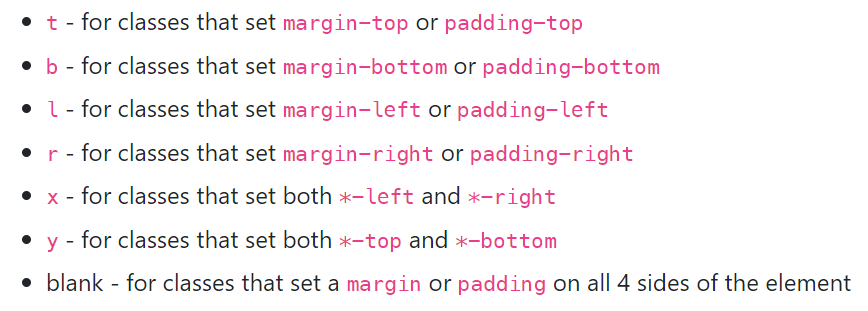 • t - for classes that set margin-top or padding-top
• b - for classes that set margin-bottom or padding-bottom
• l - for classes that set margin-left or padding-left
• r - for classes that set margin-right or padding-right
• x - for classes that set both *-left and *-right
• y - for classes that set both *-top and *-bottom
• blank - for classes that set a margin or padding on all 4 sides of the element